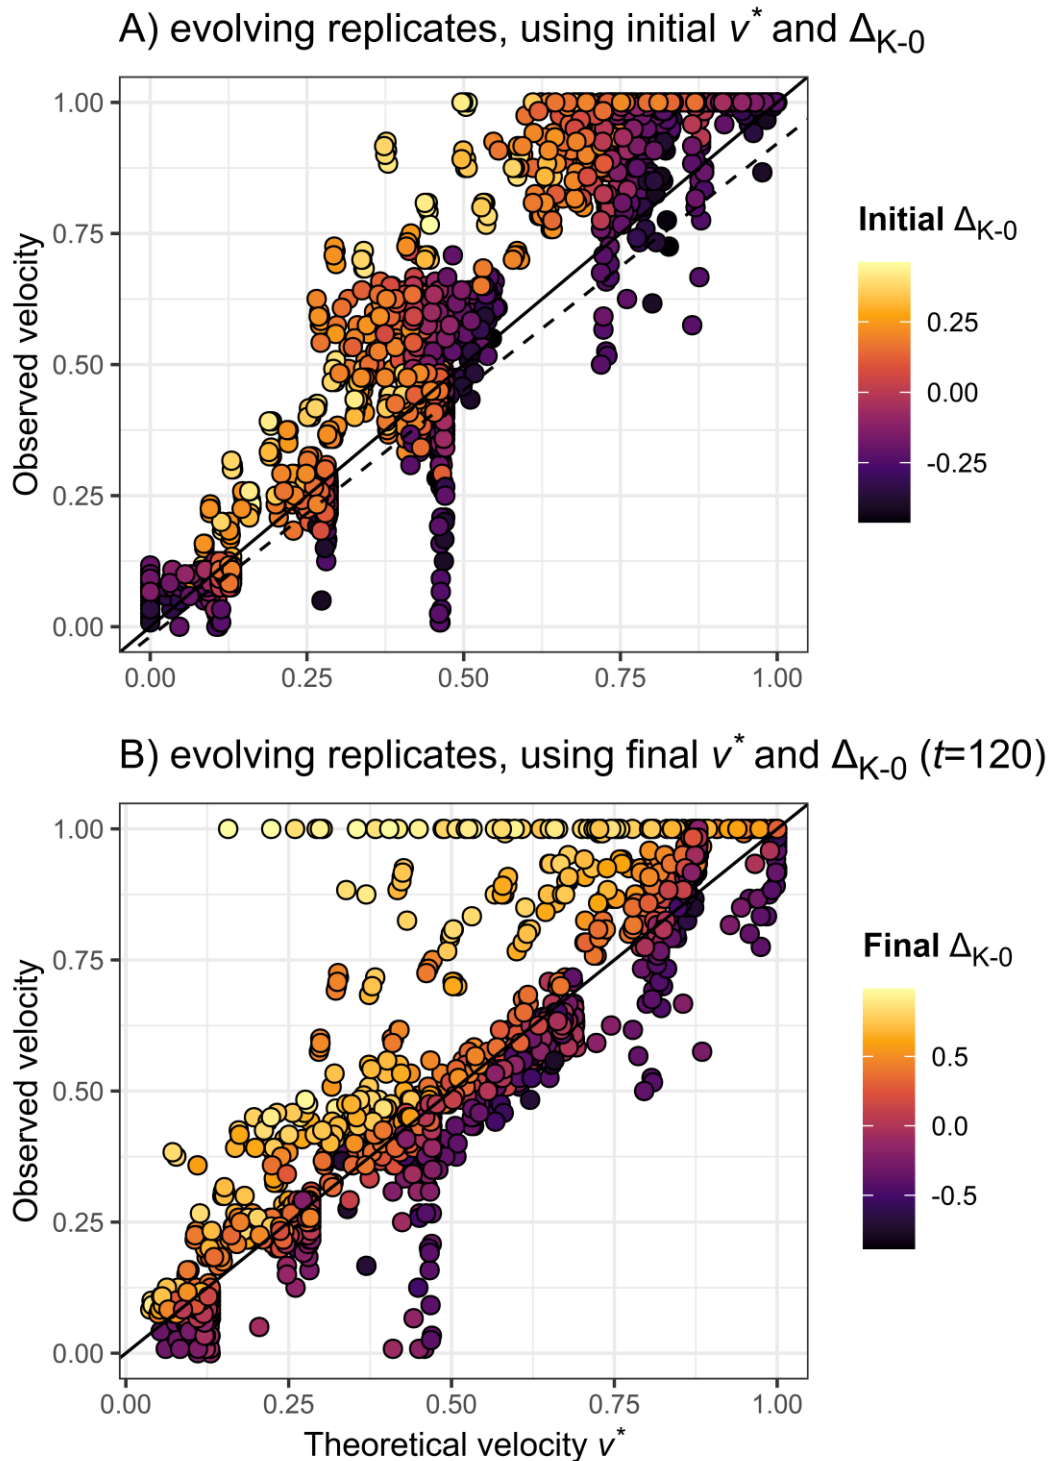 A) evolving replicates, using initial v* and ΔK-0
1.00
0.75
0.50
0.25
0.00
Observed velocity
0.00 0.25 0.50 0.75 1.00
Initial ΔK-0
0.25
0.00
-0.25
B) evolving replicates, using final v* and ΔK-0 (t=120)
1.00
0.75
0.50
0.25
0.00
Observed velocity
0.00 0.25 0.50 0.75 1.00
Theoretical velocity v*
Final ΔK-0
0.5
0.0
-0.5